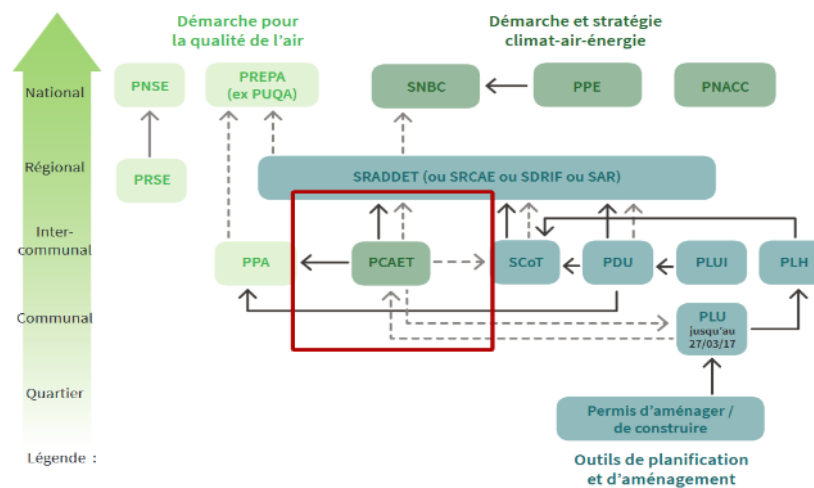 Démarche pour
la qualité de l’air
Démarche et stratégie
climat-air-énergie
National
PNSE
PREPA
(ex PUQA)
SNBC
PPE
PNACC
Régional
PRSE
SRADDET (ou SRCAE ou SDRIF ou SAR)
Inter-
communal
PPA
PCAET
SCoT
PDU
PLUI
PLH
Communal
PLU
jusqu’au
27/03/17
Quartier
Permis d’aménager /
de construire
Légende :
Outils de planification
et d’aménagement